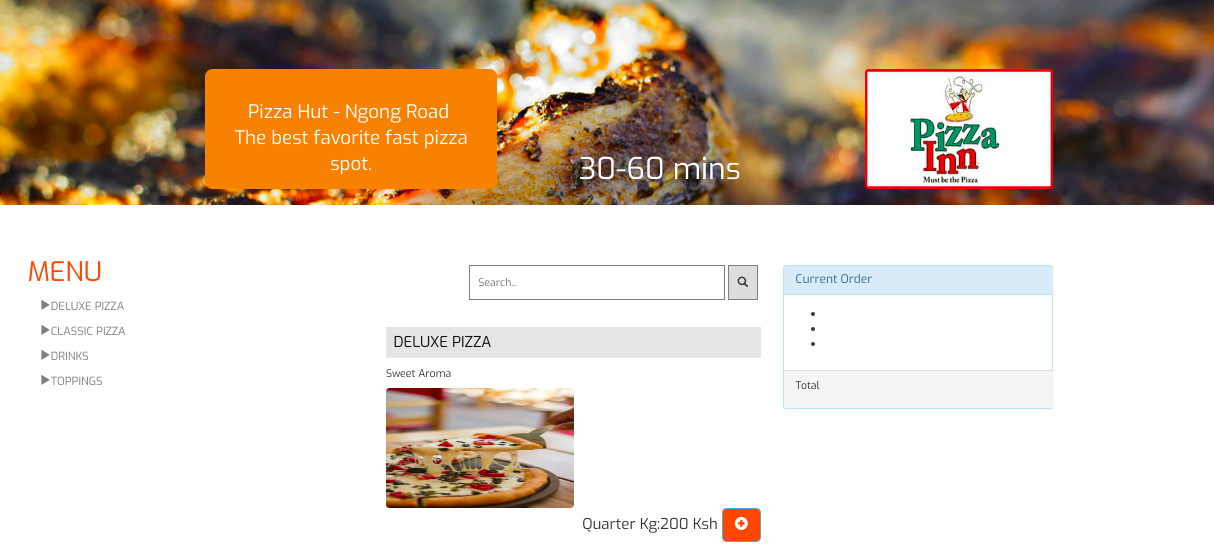 Pizza Hut - Ngong Road
The best favorite fast pizza
spot.
30-60 mins
Pizza
Inn
Must be the Pizza
MENU
DELUXE PIZZA
CLASSIC PIZZA
DRINKS
TOPPINGS
Search..
DELUXE PIZZA
Sweet Aroma
Quarter Kg:200 Ksh
Current Order
Total